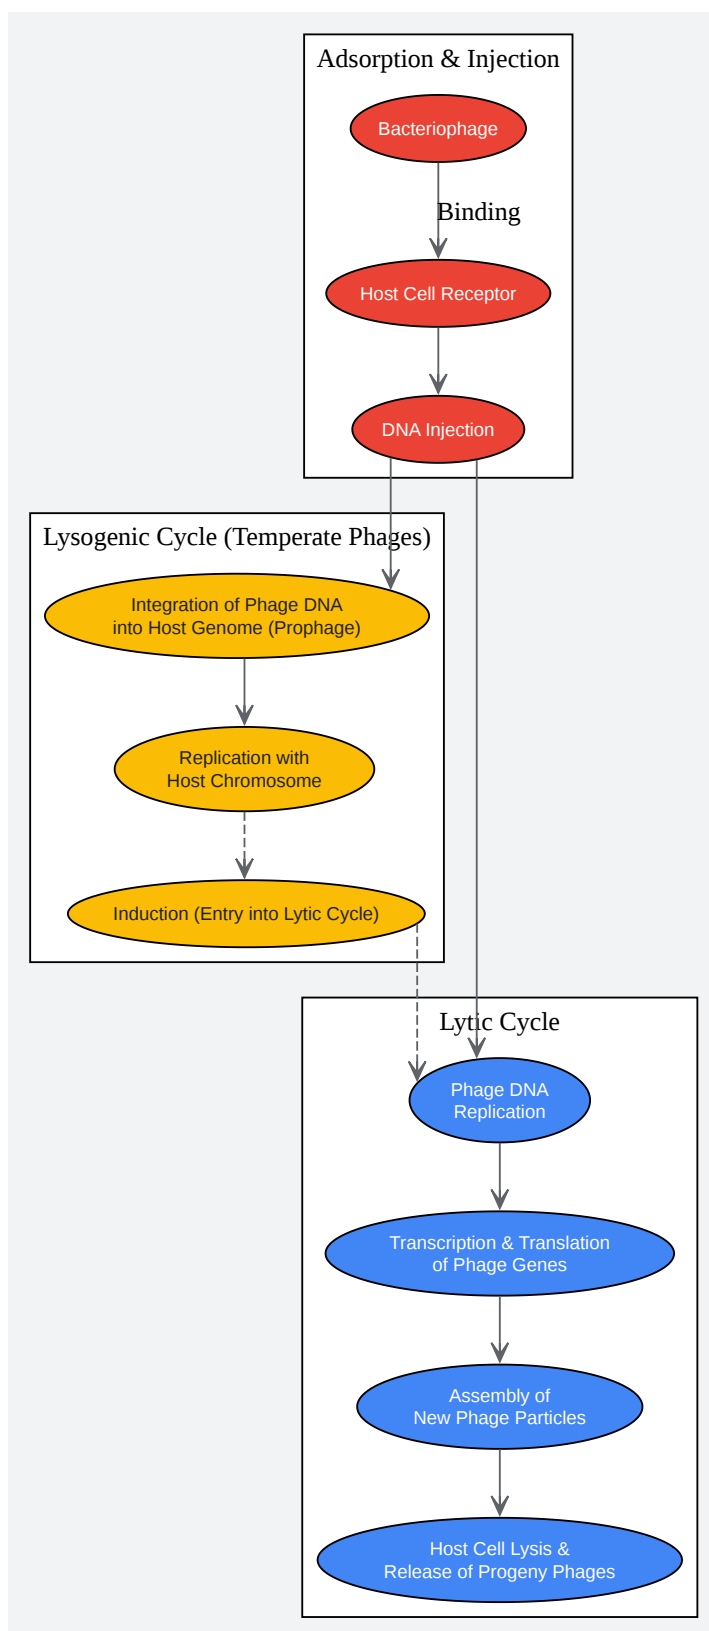 Adsorption & Injection
Bacteriophage
Binding
Host Cell Receptor
DNA Injection
Lysogenic Cycle (Temperate Phages)
Integration of Phage DNA
into Host Genome (Prophage)
Replication with
Host Chromosome
Induction (Entry into Lytic Cycle)
Lytic Cycle
Phage DNA
Replication
Transcription & Translation
of Phage Genes
Assembly of
New Phage Particles
Host Cell Lysis &
Release of Progeny Phages